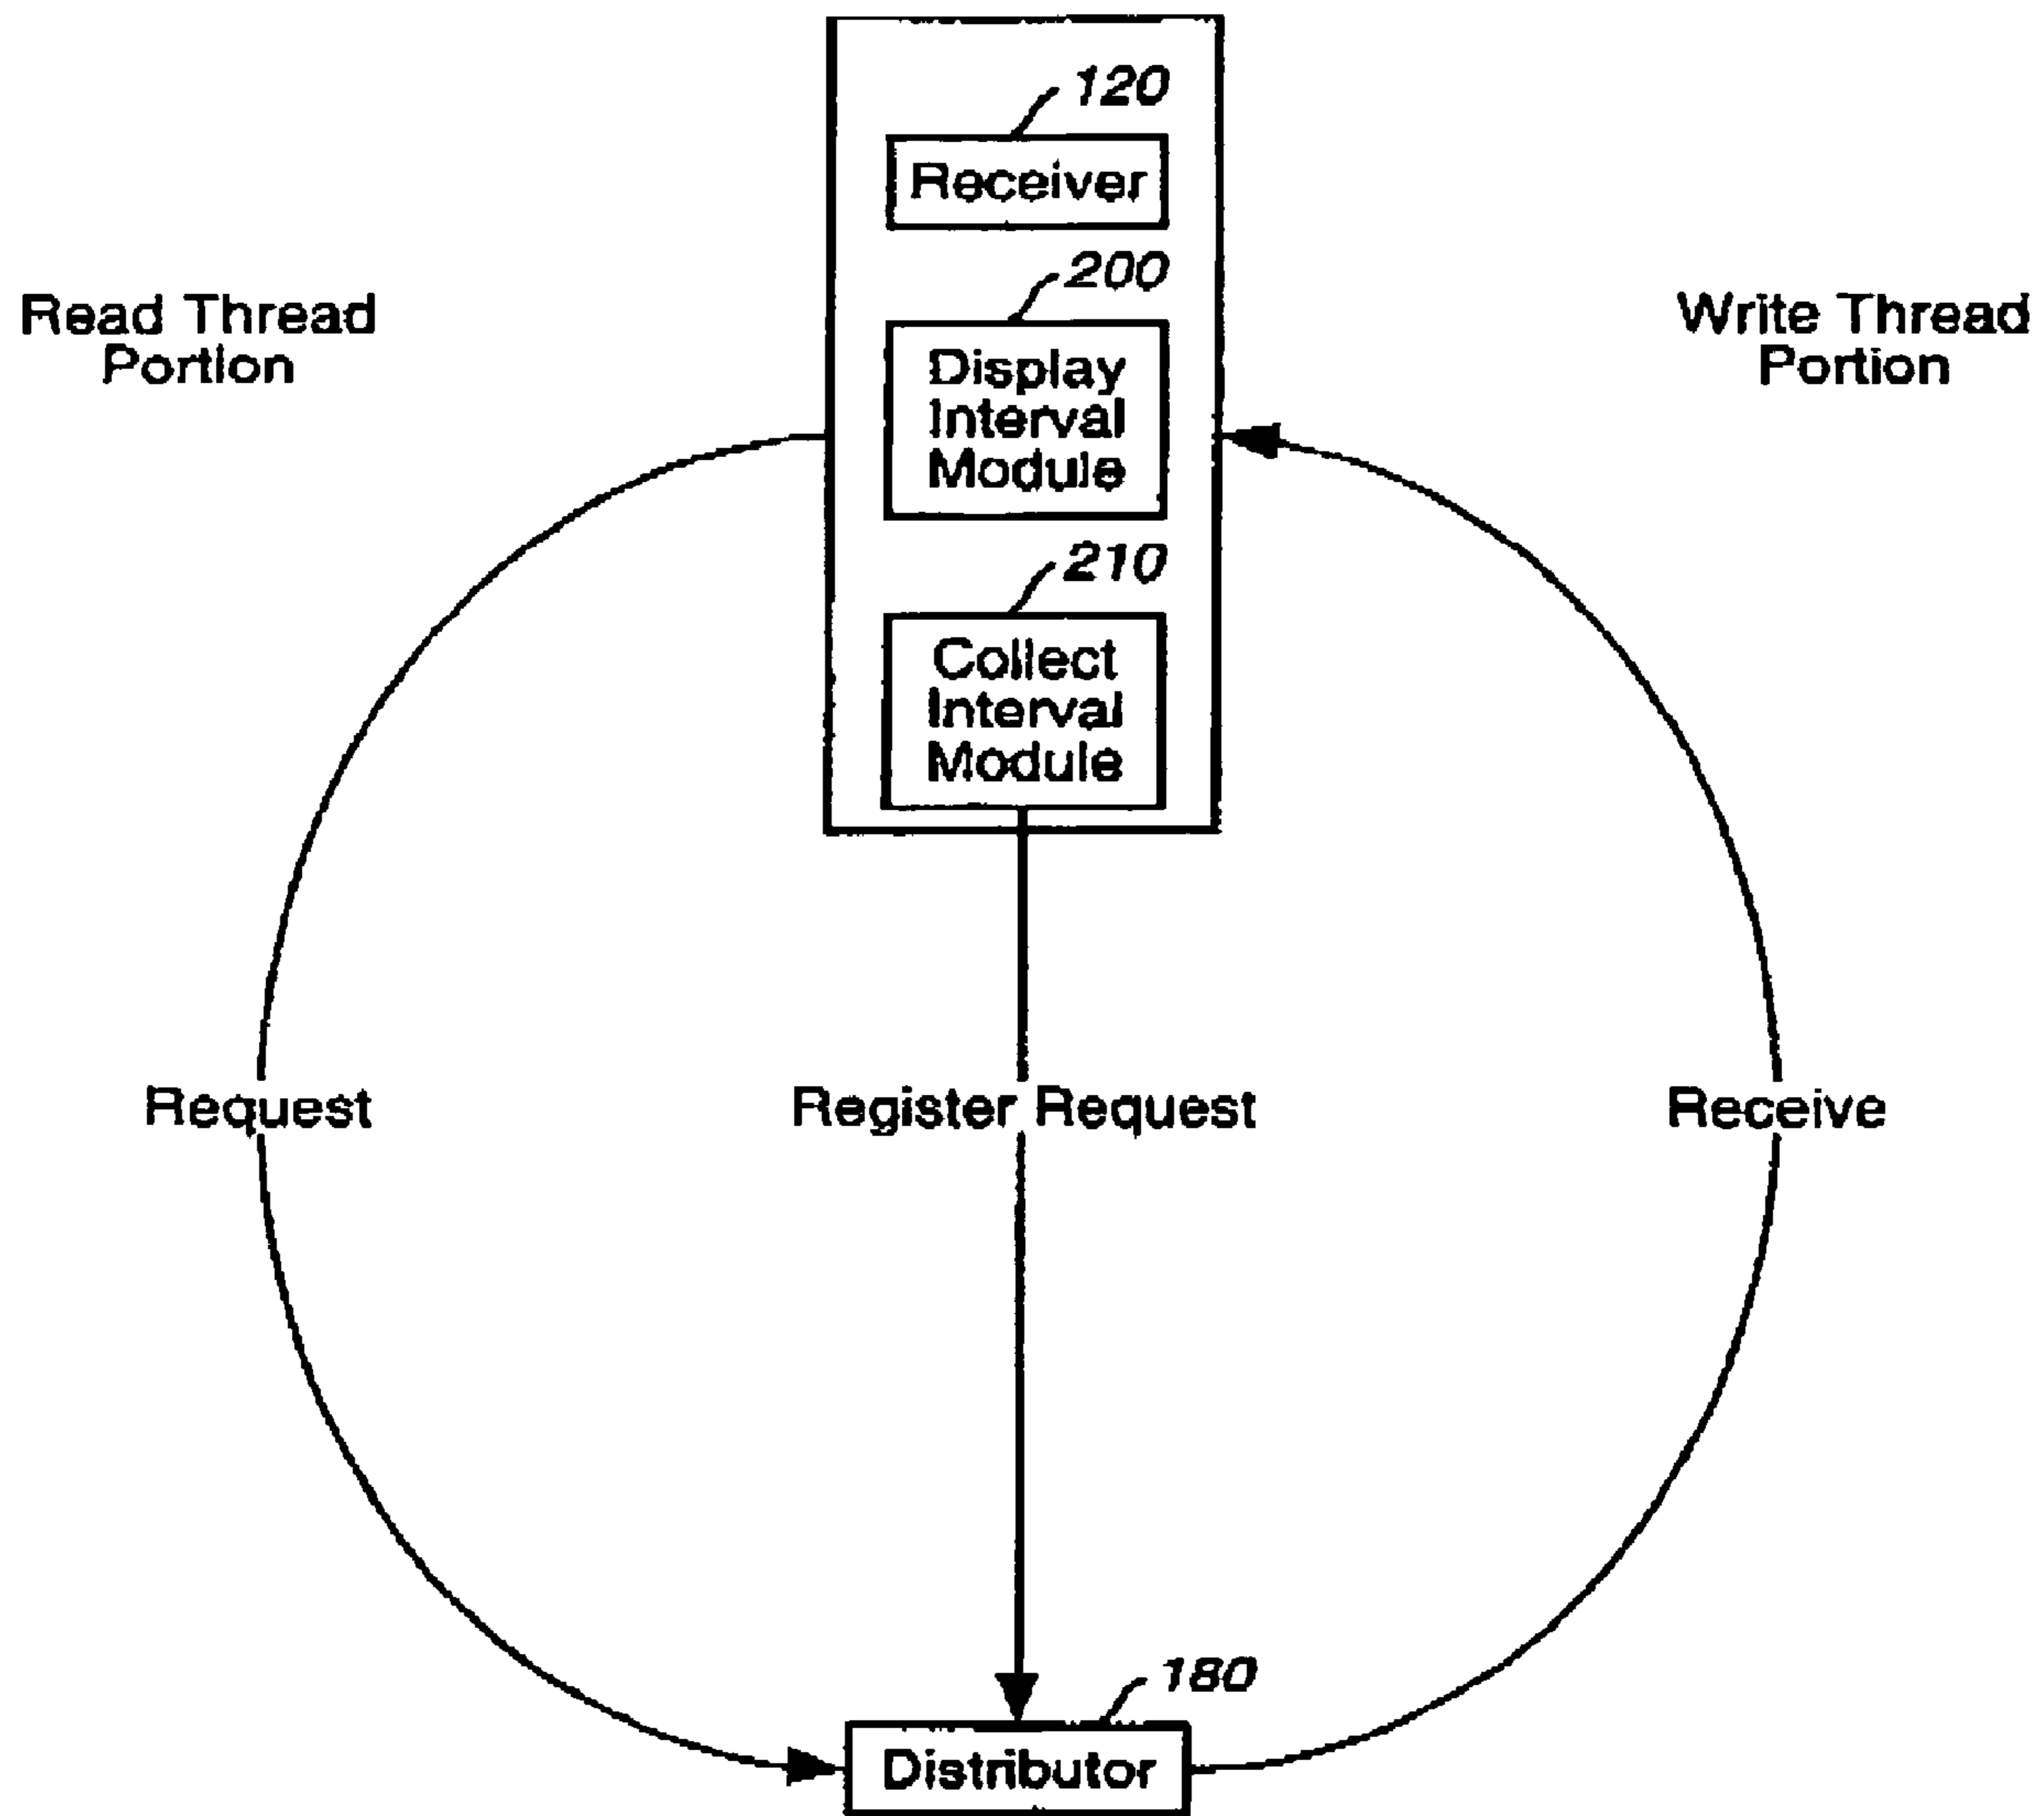 120
Receiver
200
Read Thread
Portion
Write Thread
Portion
Display
Interval
Module
210
Collect
Interval
Module
Request
Register Request
Receive
180
Distributor